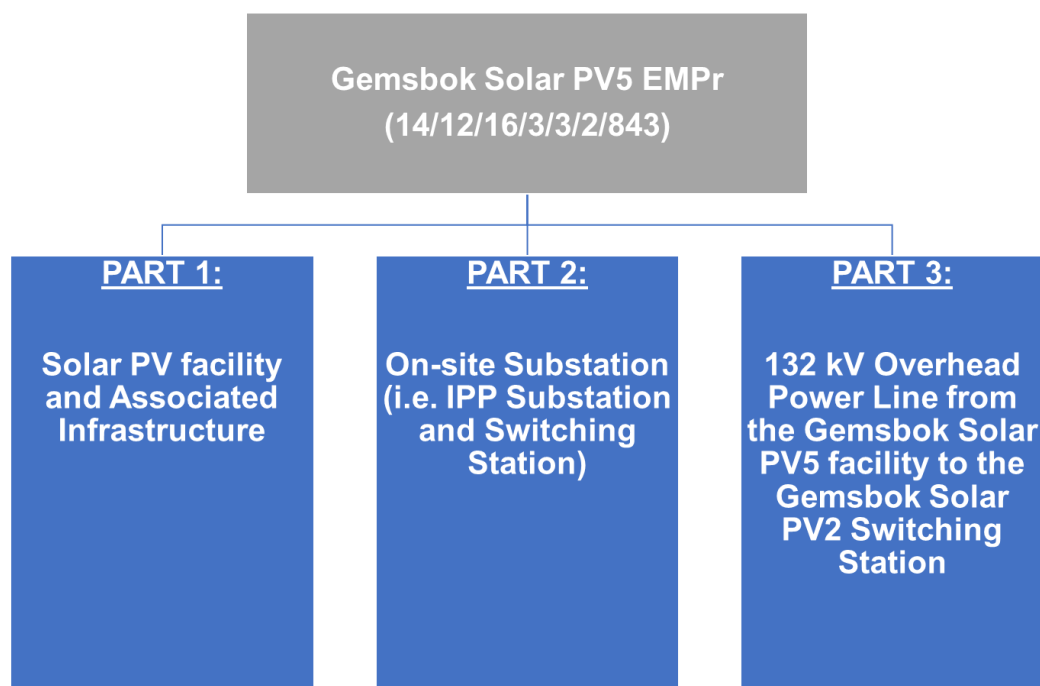 Gemsbok Solar PV5 EMPr
(14/12/16/3/3/2/843)
PART 1:
Solar PV facility
and Associated
Infrastructure
PART 2:
On-site Substation
(i.e. IPP Substation
and Switching
Station)
PART 3:
132 kV Overhead
Power Line from
the Gemsbok Solar
PV5 facility to the
Gemsbok Solar
PV2 Switching
Station